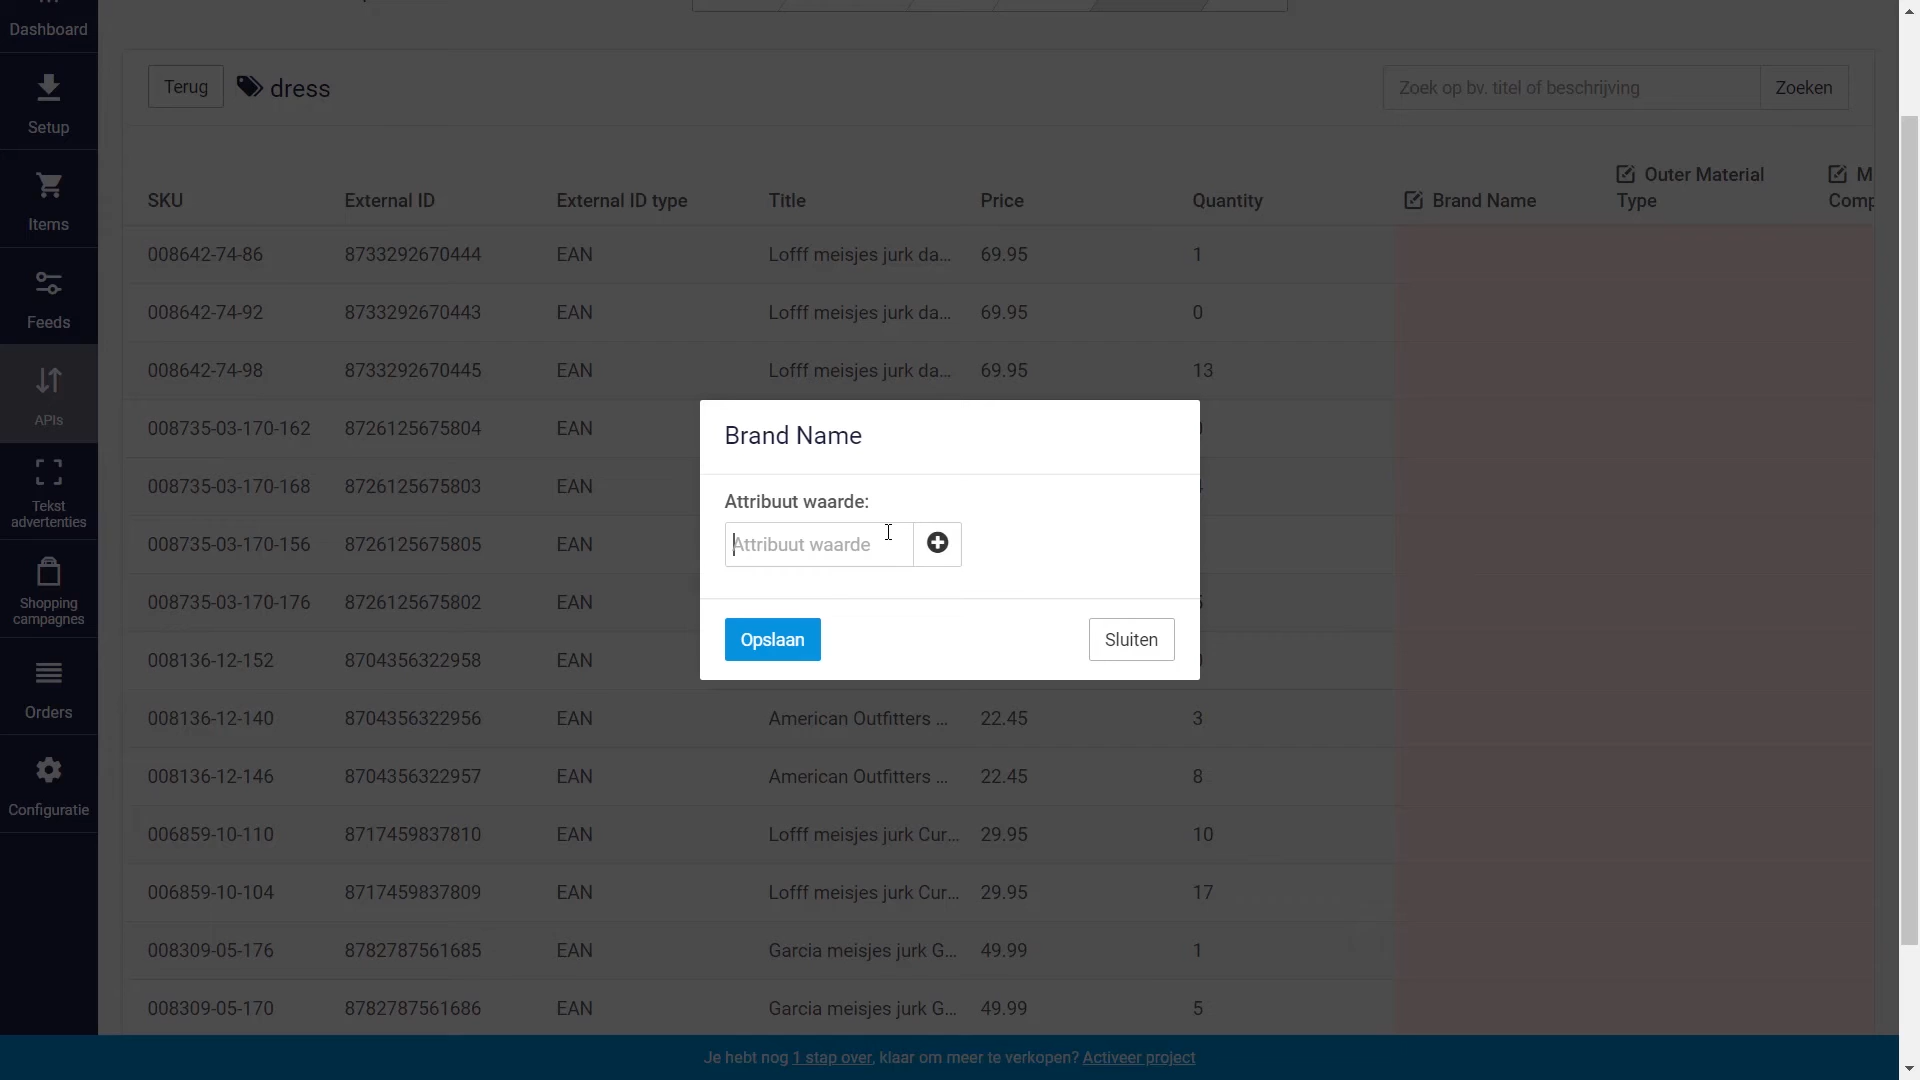 Dashboard
Setup
Items
Feeds
APIs
Tekst
advertenties
Shopping
campagnes
Orders
Configuratie
Terug
dress
Zoek op bv. titel of beschrijving
Zoeken
SKU External ID External ID type Title Price Quantity Brand Name
Outer Material
Type
M
Comp
008642-74-86 8733292670444 EAN Lofff meisjes jurk da... 69.95 1
008642-74-92 8733292670443 EAN Lofff meisjes jurk da... 69.95 0
008642-74-98 8733292670445 EAN Lofff meisjes jurk da... 69.95 13
008735-03-170-162 8726125675804 EAN
008735-03-170-168 8726125675803 EAN
008735-03-170-156 8726125675805 EAN
008735-03-170-176 8726125675802 EAN
008136-12-152 8704356322958 EAN
008136-12-140 8704356322956 EAN American Outfitters ... 22.45 3
008136-12-146 8704356322957 EAN American Outfitters ... 22.45 8
006859-10-110 8717459837810 EAN Lofff meisjes jurk Cur... 29.95 10
006859-10-104 8717459837809 EAN Lofff meisjes jurk Cur... 29.95 17
008309-05-176 8782787561685 EAN Garcia meisjes jurk G... 49.99 1
008309-05-170 8782787561686 EAN Garcia meisjes jurk G... 49.99 5
Brand Name
Attribuut waarde:
Attribuut waarde
Opslaan
Sluiten
Je hebt nog 1 stap over, klaar om meer te verkopen? Activeer project